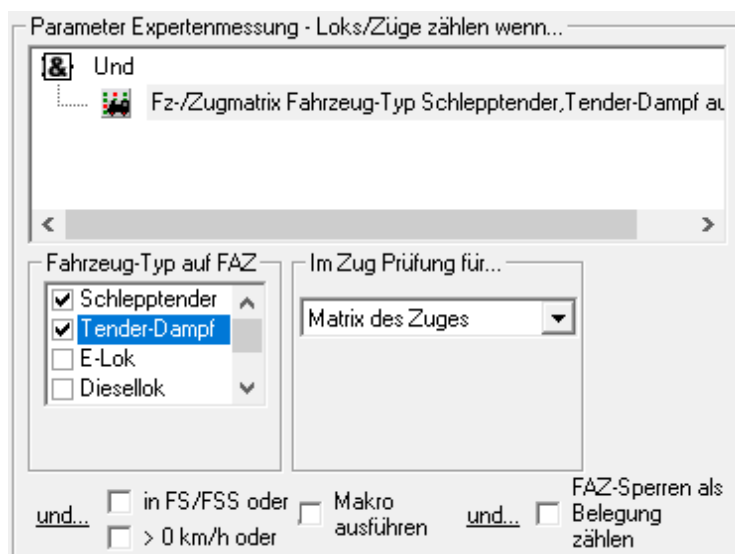 Parameter Expertenmessung - Loks/Züge zählen wenn...
& Und
Fz-/Zugmatrix Fahrzeug-Typ Schlepptender,Tender-Dampf au
Fahrzeug-Typ auf FAZ
Schlepptender
Tender-Dampf
E-Lok
Diesellok
Im Zug Prüfung für...
Matrix des Zuges
und...
in FS/FSS oder
> 0 km/h oder
Makro
ausführen
und...
FAZ-Sperren als
Belegung
zählen